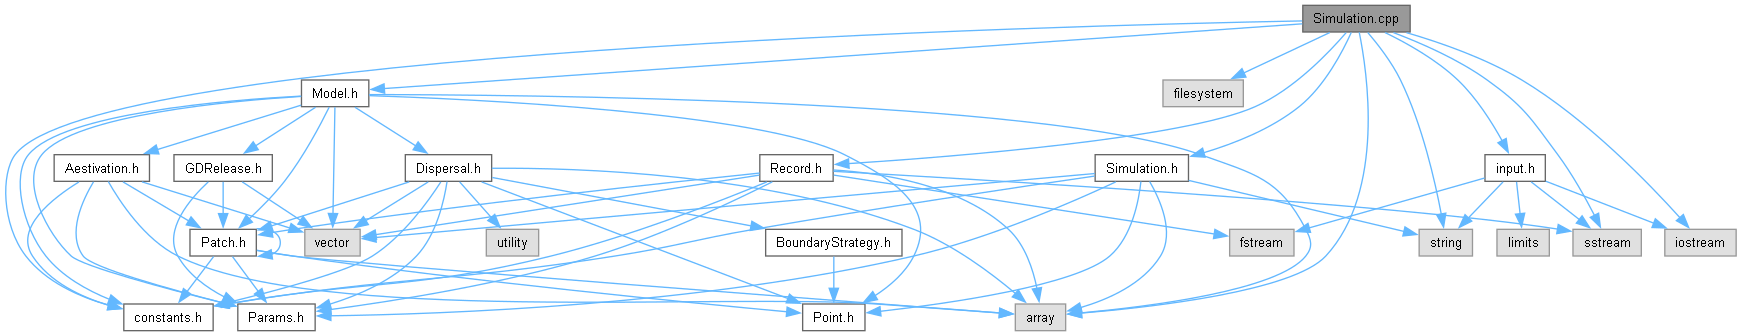 Simulation.cpp
Model.h
filesystem
Aestivation.h
GDRelease.h
Dispersal.h
Record.h
Simulation.h
input.h
Patch.h
vector
utility
BoundaryStrategy.h
fstream
string
limits
sstream
iostream
constants.h
Params.h
Point.h
array